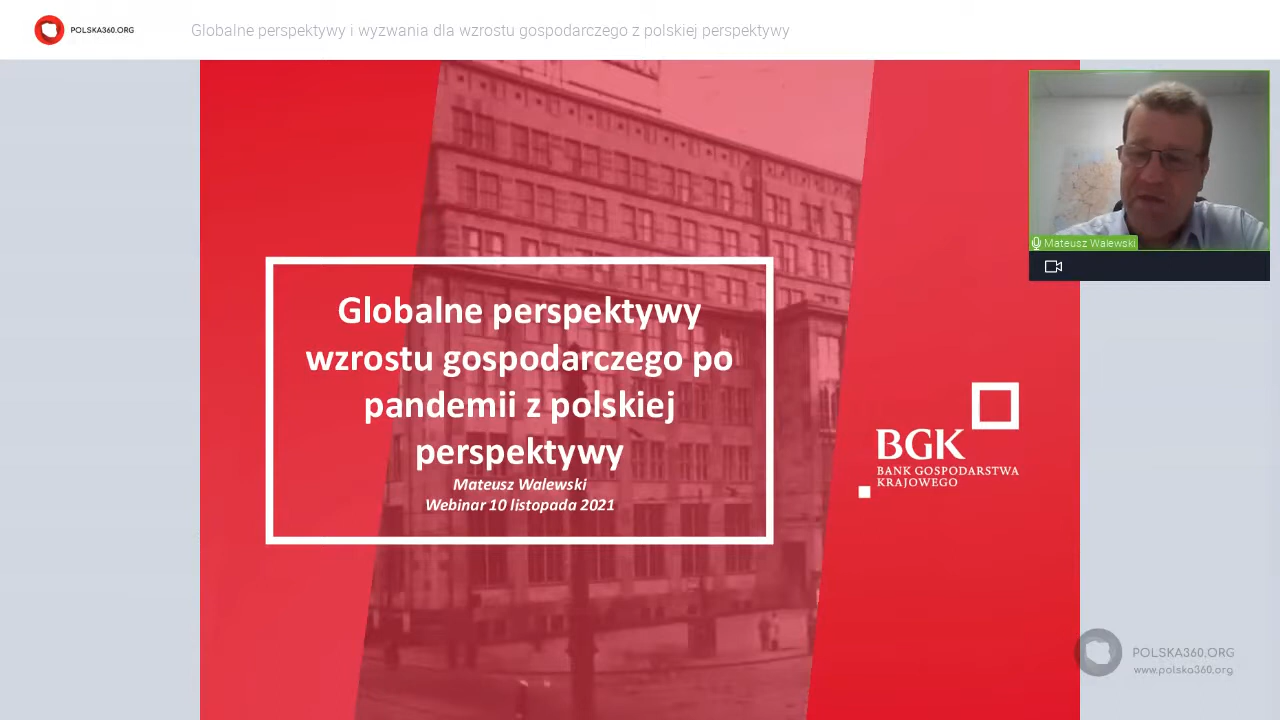 POLSKA360.ORG
Globalne perspektywy i wyzwania dla wzrostu gospodarczego z polskiej perspektywy
Mateusz Walewski
Globalne perspektywy
wzrostu gospodarczego po
pandemii z polskiej
perspektywy
Mateusz Walewski
Webinar 10 listopada 2021
BGK
BANK GOSPODARSTWA
KRAJOWEGO
POLSKA360.ORG
www.polska360.org